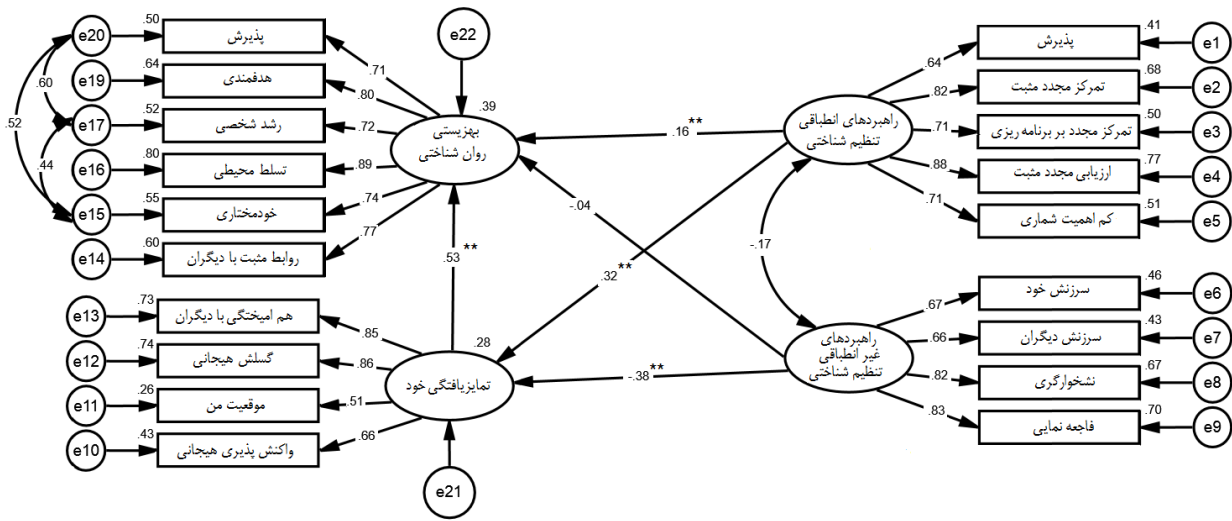 e20
.50
پذیرش
.71
e19
.64
هدفمندی
.80
.60
e17
.52
رشد شخصی
.72
.52
e16
.80
تسلط محیطی
.89
.44
e15
.55
خودمختاری
.74
e14
.60
روابط مثبت با دیگران
.77
e22
.39
بهزیستی
روان شناختی
e13
.73
هم امیختگی با دیگران
.85
e12
.74
گسلش هیجانی
.86
e11
.26
موقعیت من
.51
e10
.43
واکنش پذیری هیجانی
.66
.28
تمایزیافتگی خود
e21
.53**
.16**
-.04
.32**
-.38**
-.17
راهبردهای انطباقی
تنظیم شناختی
.64
پذیرش
.41
e1
.82
تمرکز مجدد مثبت
.68
e2
.71
تمرکز مجدد بر برنامه ریزی
.50
e3
.88
ارزیابی مجدد مثبت
.77
e4
.71
کم اهمیت شماری
.51
e5
راهبردهای
غیر انطباقی
تنظیم شناختی
.67
سرزنش خود
.46
e6
.66
سرزنش دیگران
.43
e7
.82
نشخوارگری
.67
e8
.83
فاجعه نمایی
.70
e9